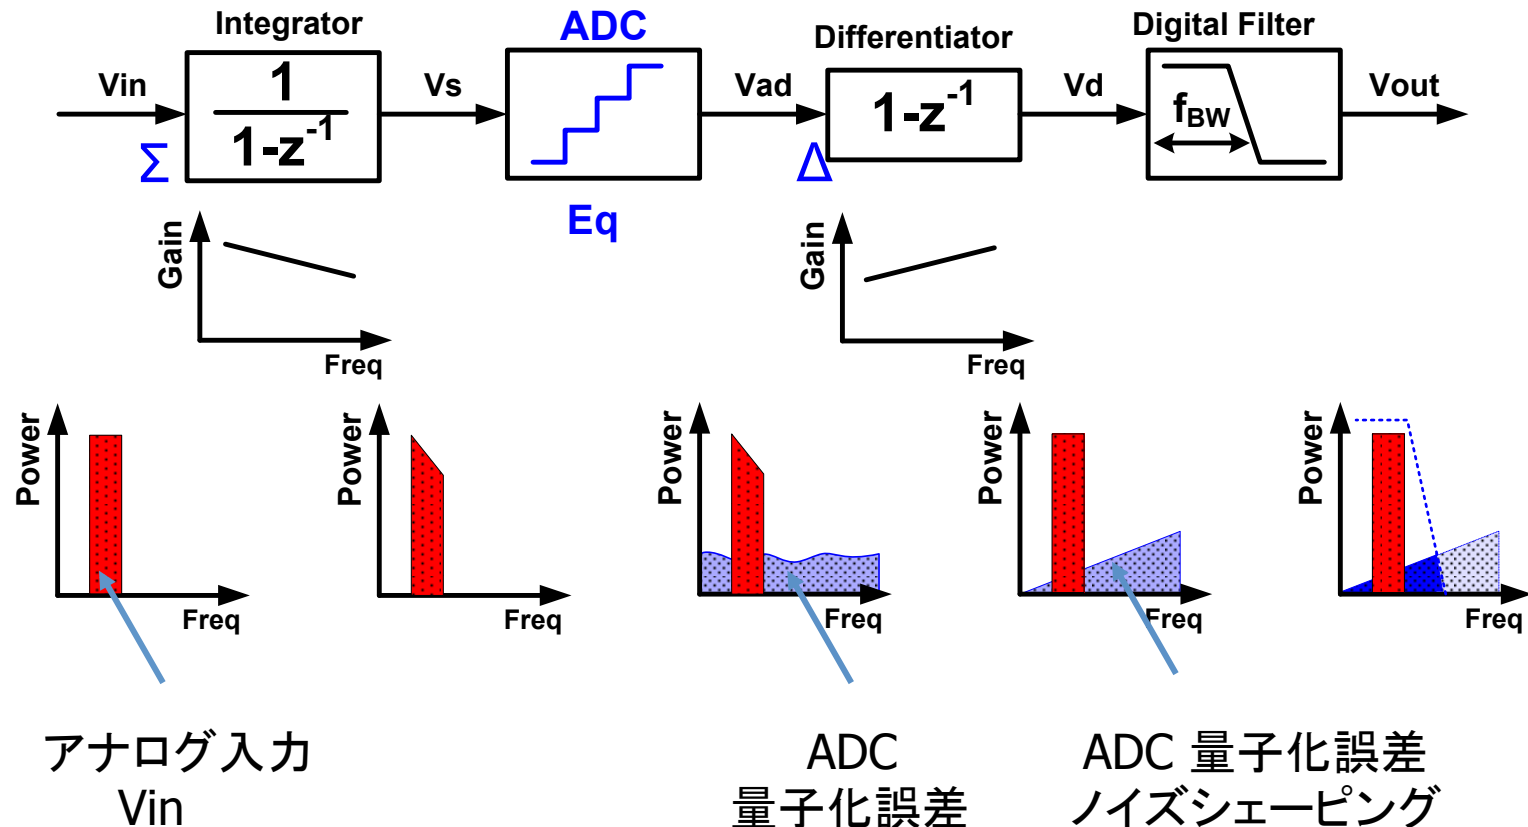 Integrator
ADC
Differentiator
Digital Filter
Vin
1
1-z⁻¹
Σ
Vs
Eq
Vad
1-z⁻¹
Δ
Vd
f_BW
Vout
Gain
Freq
Gain
Freq
Power
Freq
Power
Freq
Power
Freq
Power
Freq
Power
Freq
アナログ入力
Vin
ADC
量子化誤差
ADC 量子化誤差
ノイズシェーピング